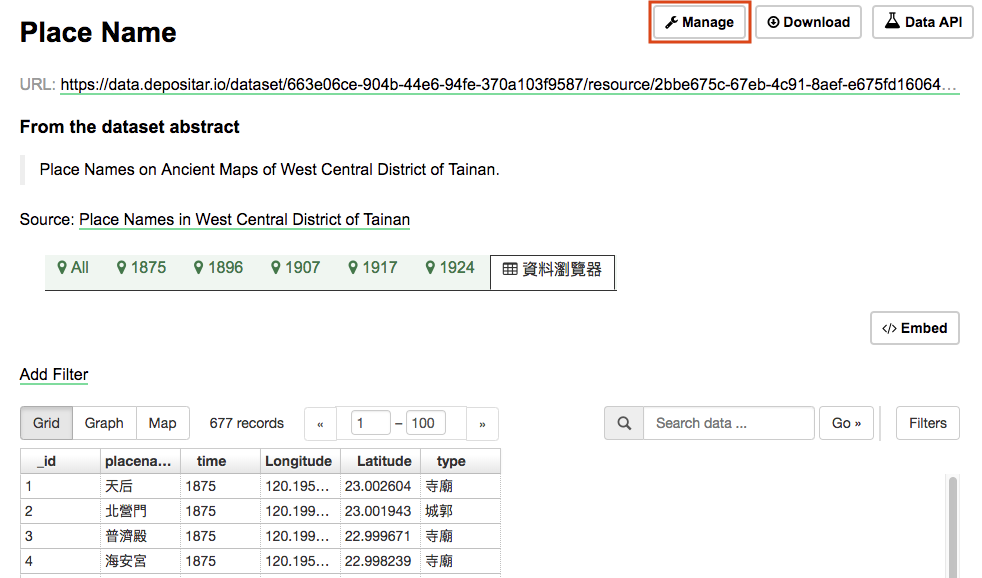 Place Name
Manage
Download
Data API
URL: https://data.depositar.io/dataset/663e06ce-904b-44e6-94fe-370a103f9587/resource/2bbe675c-67eb-4c91-8aef-e675fd16064…
From the dataset abstract
Place Names on Ancient Maps of West Central District of Tainan.
Source: Place Names in West Central District of Tainan
All 1875 1896 1907 1917 1924 資料瀏覽器
</> Embed
Add Filter
Grid Graph Map 677 records « 1 – 100 » Search data ... Go » Filters
_id placena… time Longitude Latitude type
1 天后 1875 120.195… 23.002604 寺廟
2 北營門 1875 120.199… 23.001943 城郭
3 普濟殿 1875 120.199… 22.999671 寺廟
4 海安宮 1875 120.195… 22.998239 寺廟